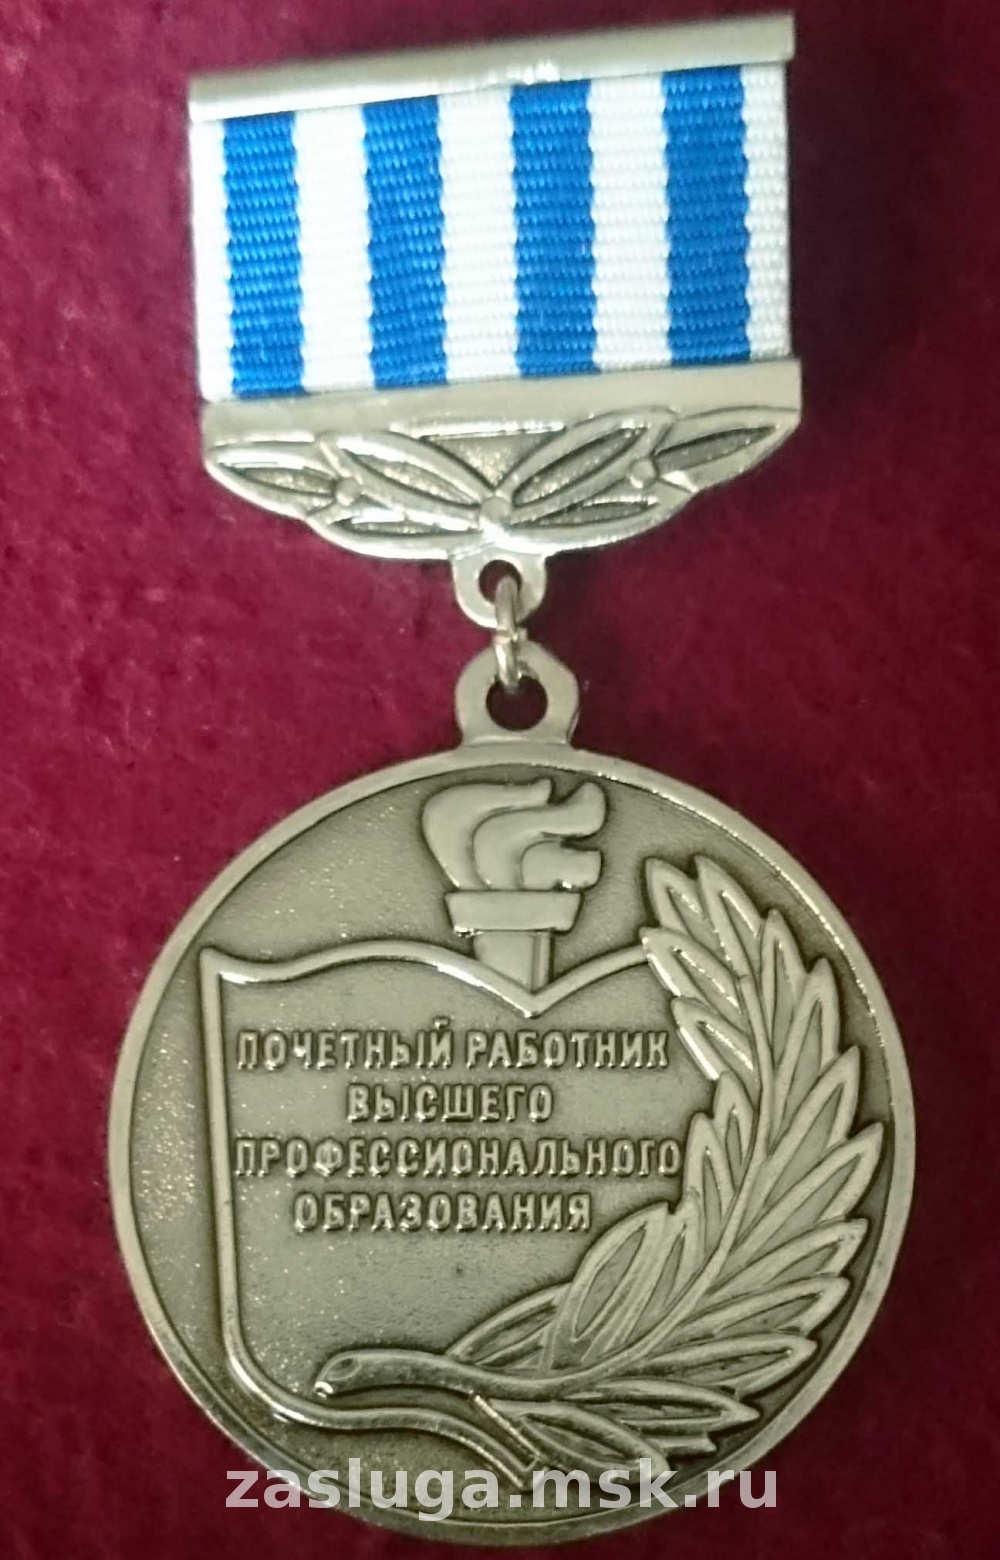 ПОЧЕТНЫЙ РАБОТНИК
ВЫСШЕГО
ПРОФЕССИОНАЛЬНОГО
ОБРАЗОВАНИЯ
zasluga.msk.ru